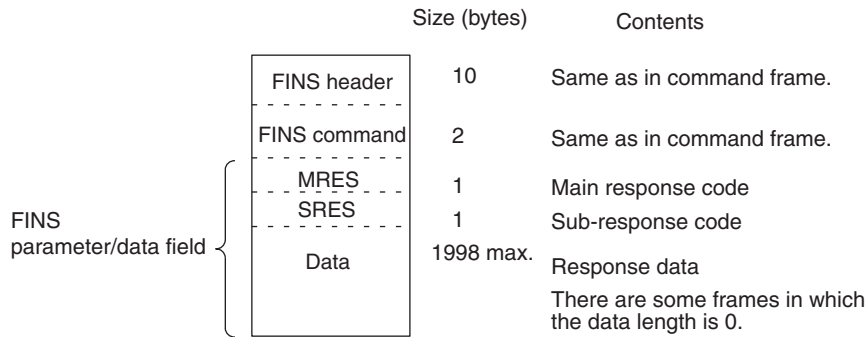 Size (bytes) Contents
FINS header 10 Same as in command frame.
FINS command 2 Same as in command frame.
MRES 1 Main response code
SRES 1 Sub-response code
FINS
parameter/data field
Data 1998 max. Response data
There are some frames in which
the data length is 0.